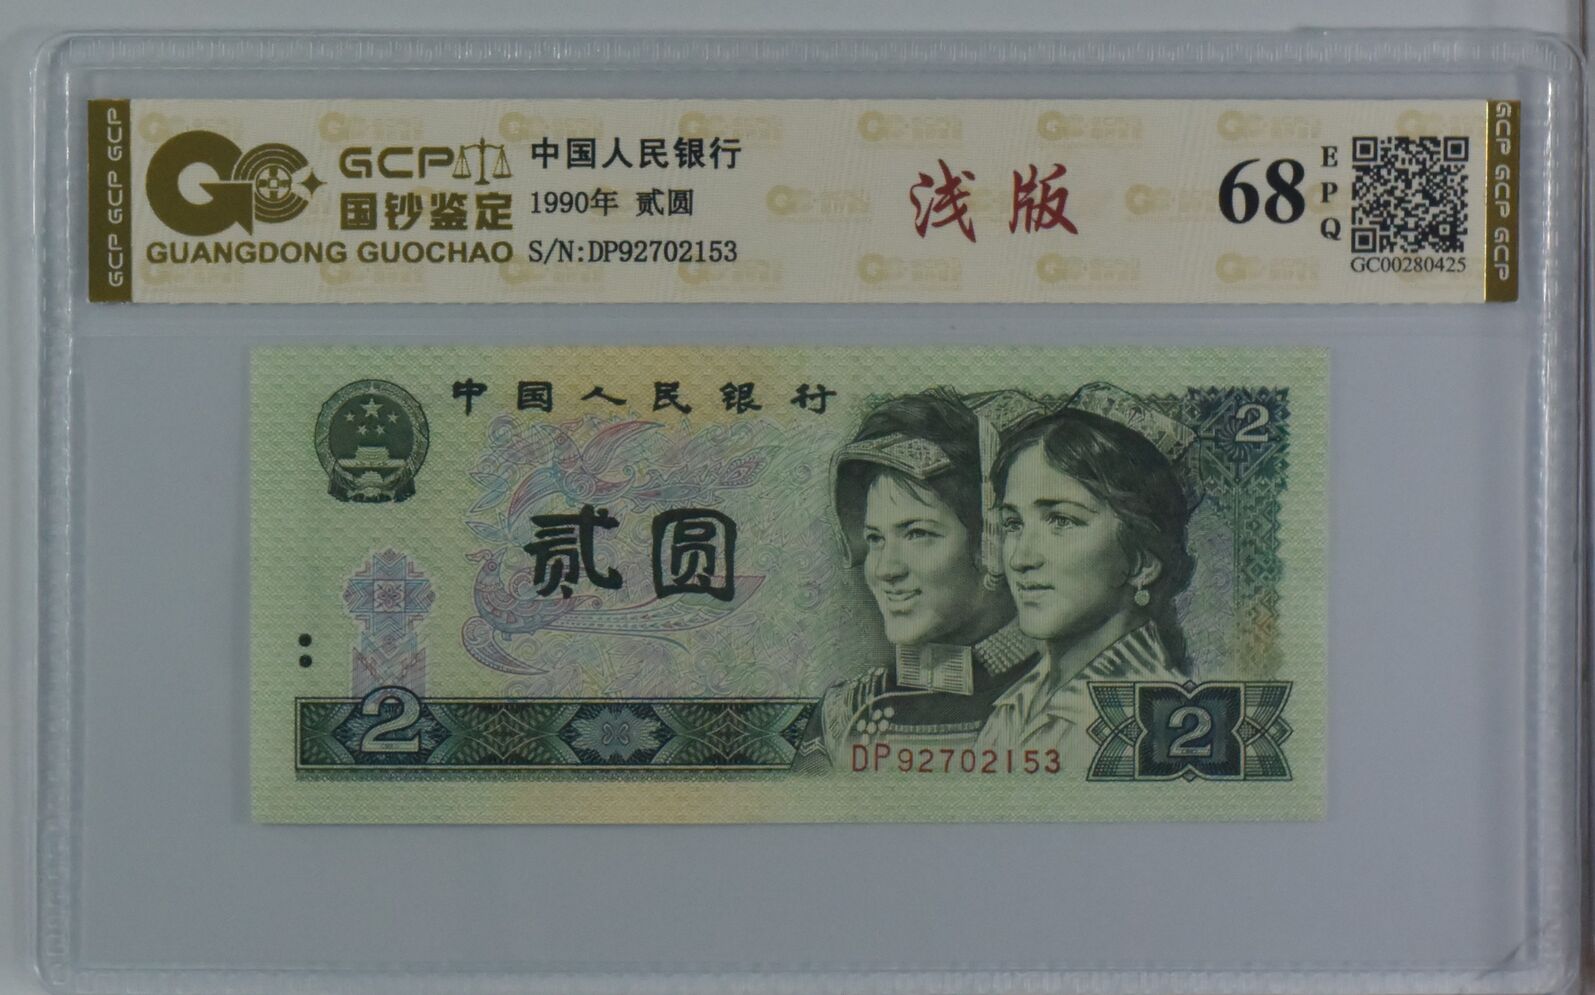 GCP GCP GCP
GCP
国钞鉴定
GUANGDONG GUOCHAO
中国人民银行
1990年 贰圆
S/N:DP92702153
浅版
68
EPQ
GC00280425
GCP GCP GCP
中国人民银行
2
贰圆
2
DP92702153
2